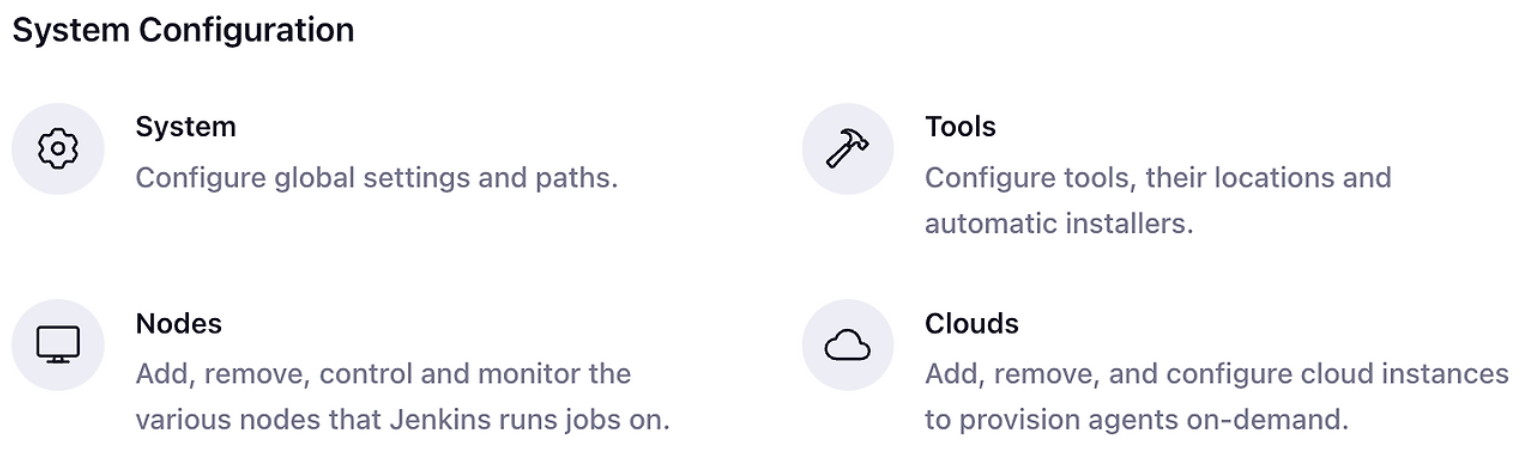 System Configuration
System
Configure global settings and paths.
Tools
Configure tools, their locations and
automatic installers.
Nodes
Add, remove, control and monitor the
various nodes that Jenkins runs jobs on.
Clouds
Add, remove, and configure cloud instances
to provision agents on-demand.